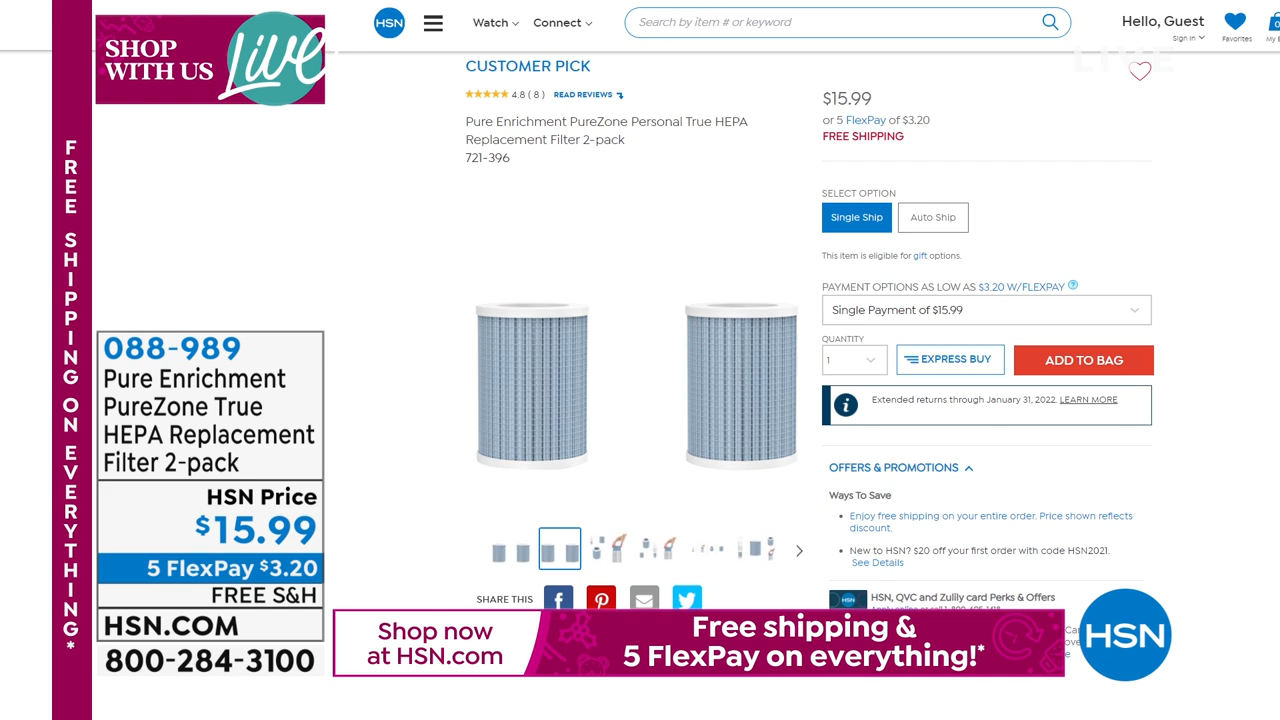 SHOP
WITH US
Live
FREE SHIPPING ON EVERYTHING*
088-989
Pure Enrichment
PureZone True
HEPA Replacement
Filter 2-pack
HSN Price
$15.99
5 FlexPay $3.20
FREE S&H
HSN.COM
800-284-3100
HSN
Watch
Connect
Search by item # or keyword
Hello, Guest
Sign In
Favorites
My
0
LIVE
CUSTOMER PICK
4.8 ( 8 ) READ REVIEWS
Pure Enrichment PureZone Personal True HEPA
Replacement Filter 2-pack
721-396
$15.99
or 5 FlexPay of $3.20
FREE SHIPPING
SELECT OPTION
Single Ship
Auto Ship
This item is eligible for gift options.
PAYMENT OPTIONS AS LOW AS $3.20 W/FLEXPAY ?
Single Payment of $15.99
QUANTITY
1
EXPRESS BUY
ADD TO BAG
i
Extended returns through January 31, 2022. LEARN MORE
OFFERS & PROMOTIONS
Ways To Save
• Enjoy free shipping on your entire order. Price shown reflects
discount.
• New to HSN? $20 off your first order with code HSN2021.
See Details
HSN, QVC and Zulily card Perks & Offers
SHARE THIS
Shop now
at HSN.com
Free shipping &
5 FlexPay on everything!*
HSN